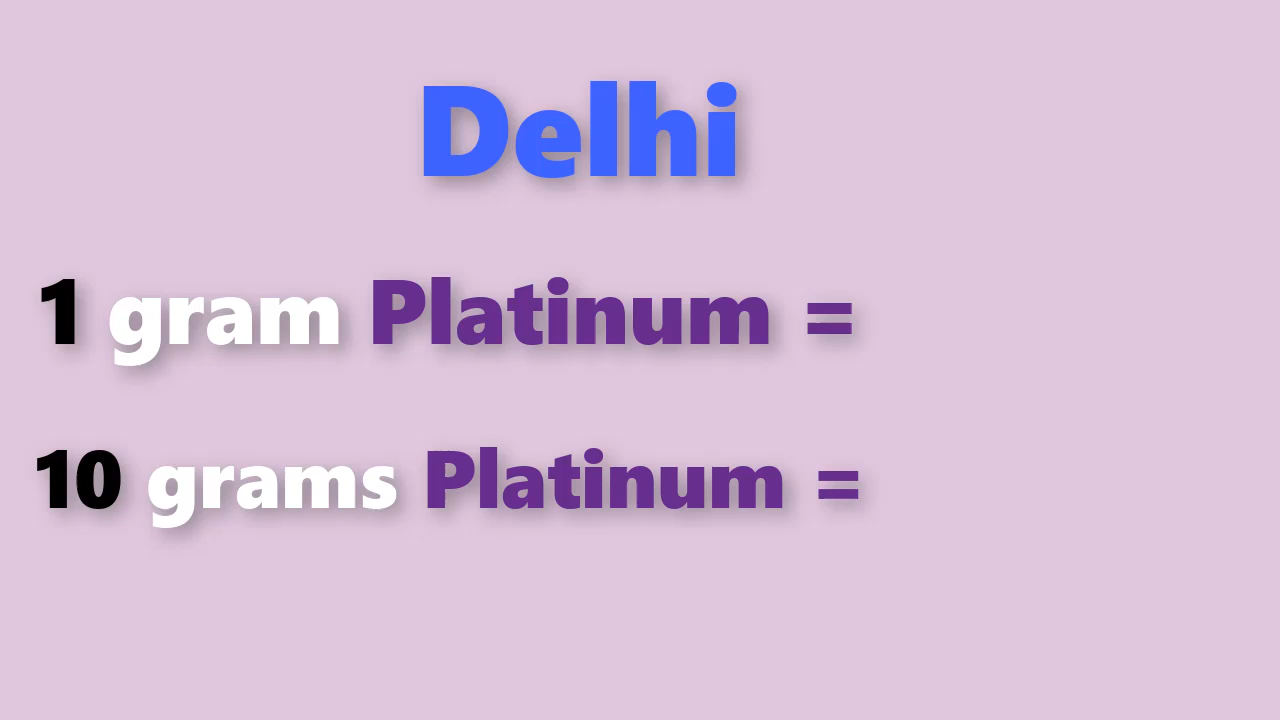 Delhi
1 gram Platinum =
10 grams Platinum =